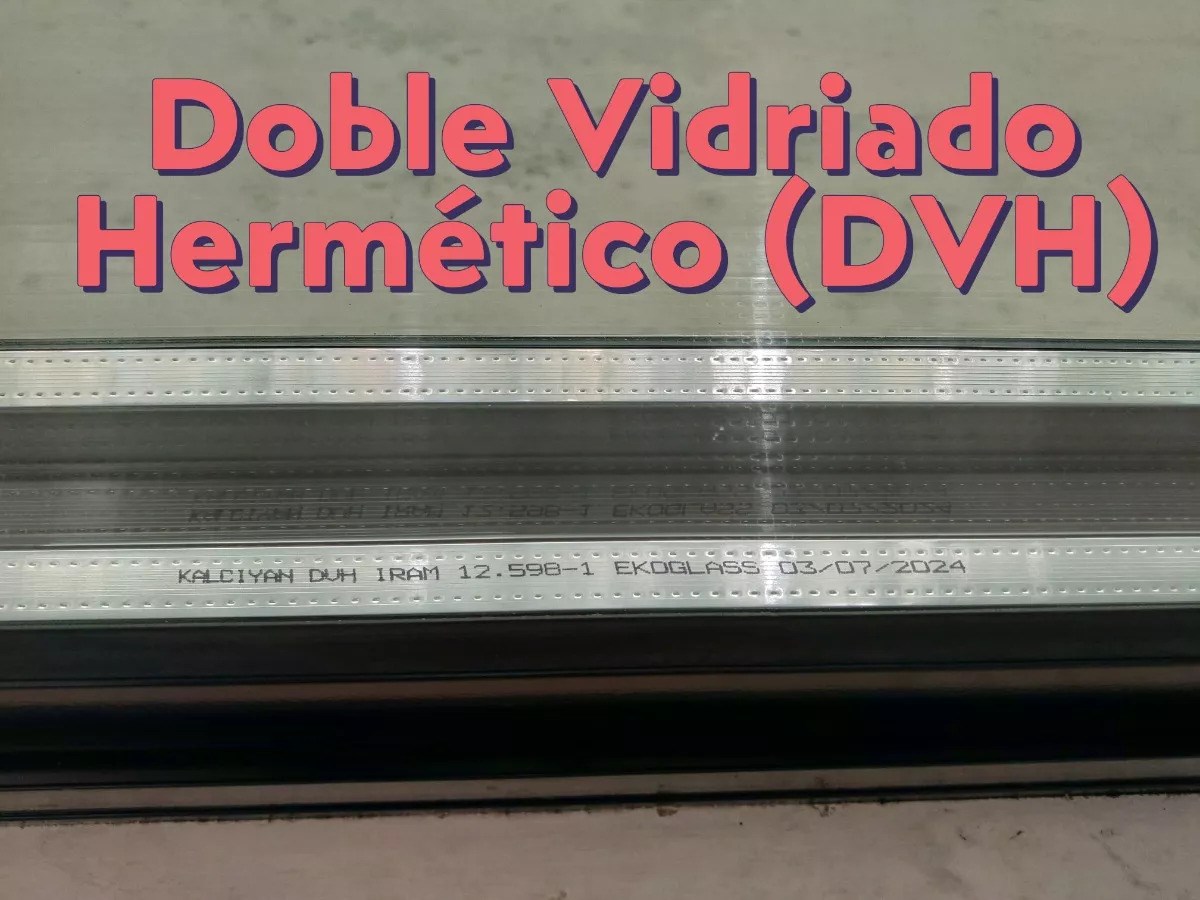 Doble Vidriado
Hermético (DVH)
KALCIYAN DVH IRAM 12.598-1 EKOGLASS 03/07/2024